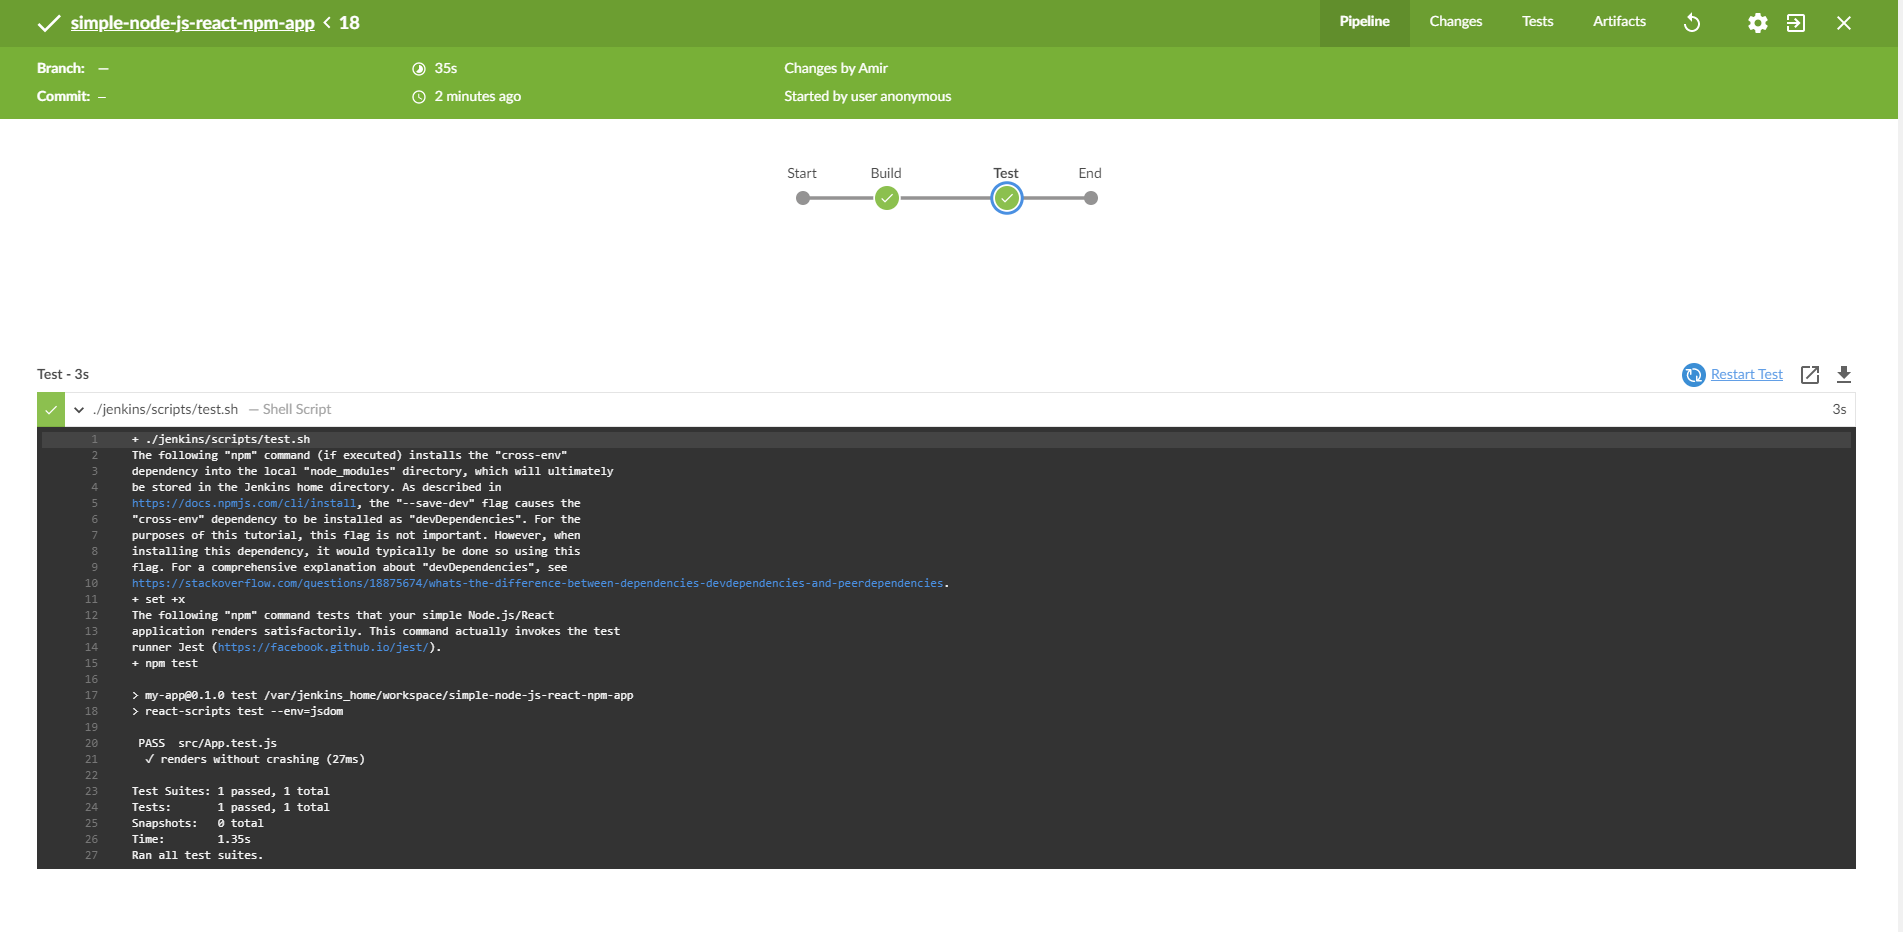 simple-node-js-react-npm-app < 18
Pipeline Changes Tests Artifacts
Branch: — 35s Changes by Amir
Commit: – 2 minutes ago Started by user anonymous
Start Build Test End
Test - 3s Restart Test
./jenkins/scripts/test.sh — Shell Script 3s
1 + ./jenkins/scripts/test.sh
2 The following "npm" command (if executed) installs the "cross-env"
3 dependency into the local "node_modules" directory, which will ultimately
4 be stored in the Jenkins home directory. As described in
5 https://docs.npmjs.com/cli/install, the "--save-dev" flag causes the
6 "cross-env" dependency to be installed as "devDependencies". For the
7 purposes of this tutorial, this flag is not important. However, when
8 installing this dependency, it would typically be done so using this
9 flag. For a comprehensive explanation about "devDependencies", see
10 https://stackoverflow.com/questions/18875674/whats-the-difference-between-dependencies-devdependencies-and-peerdependencies.
11 + set +x
12 The following "npm" command tests that your simple Node.js/React
13 application renders satisfactorily. This command actually invokes the test
14 runner Jest (https://facebook.github.io/jest/).
15 + npm test
16
17 > my-app@0.1.0 test /var/jenkins_home/workspace/simple-node-js-react-npm-app
18 > react-scripts test --env=jsdom
19
20 PASS src/App.test.js
21 ✓ renders without crashing (27ms)
22
23 Test Suites: 1 passed, 1 total
24 Tests: 1 passed, 1 total
25 Snapshots: 0 total
26 Time: 1.35s
27 Ran all test suites.